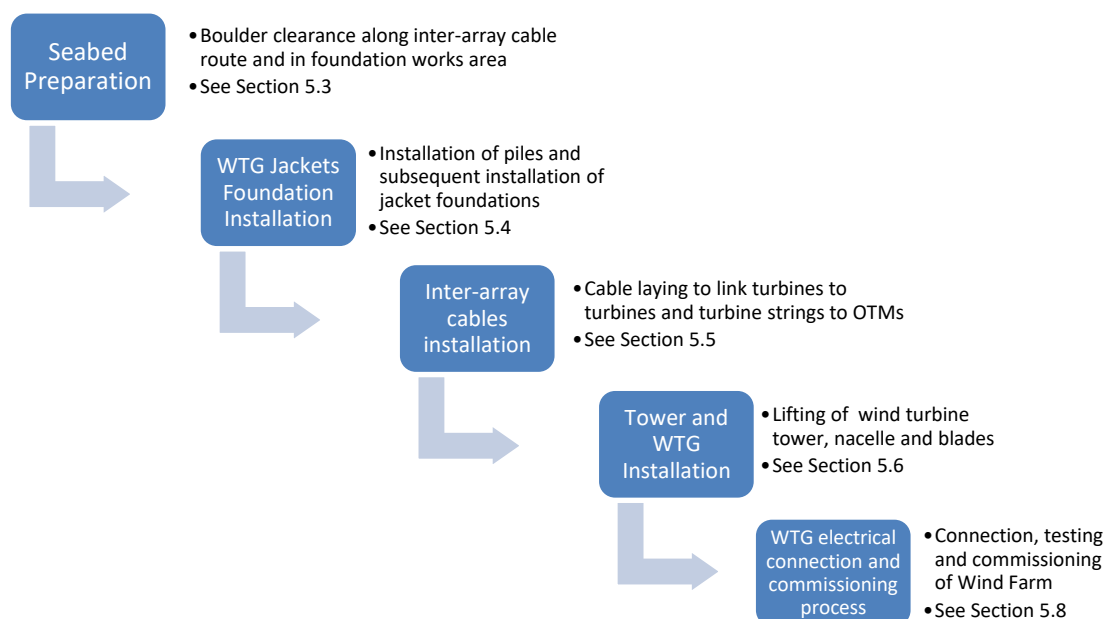 Seabed
Preparation
•Boulder clearance along inter-array cable
route and in foundation works area
•See Section 5.3
WTG Jackets
Foundation
Installation
•Installation of piles and
subsequent installation of
jacket foundations
•See Section 5.4
Inter-array
cables
installation
•Cable laying to link turbines to
turbines and turbine strings to OTMs
•See Section 5.5
Tower and
WTG
Installation
•Lifting of wind turbine
tower, nacelle and blades
•See Section 5.6
WTG electrical
connection and
commissioning
process
•Connection, testing
and commissioning
of Wind Farm
•See Section 5.8